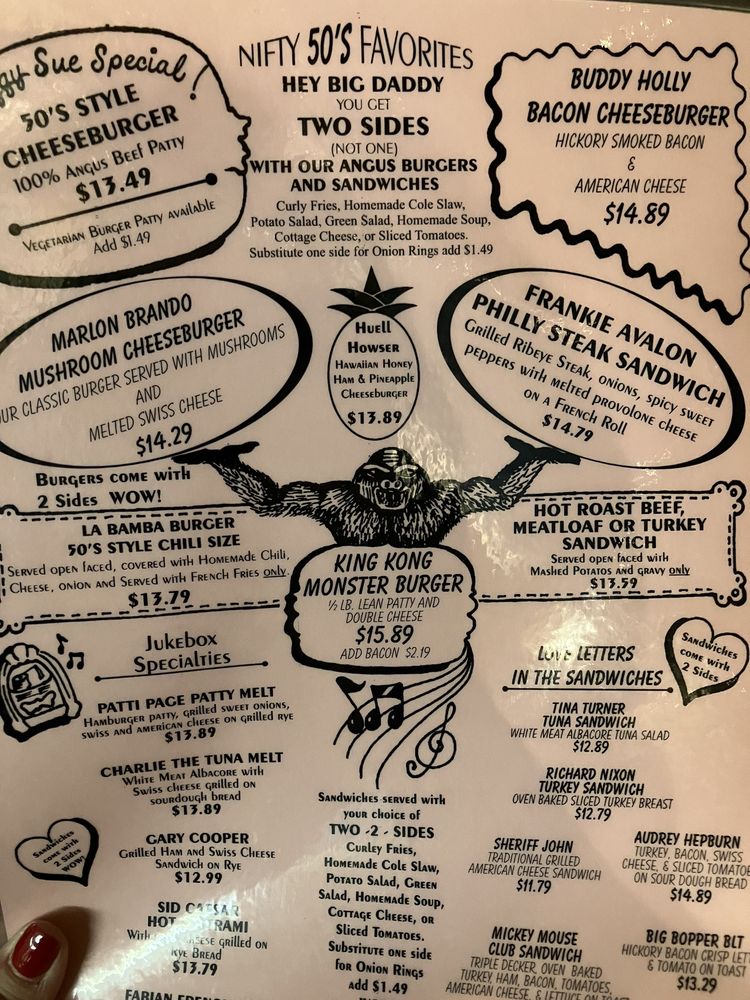 Sue Special!
50'S STYLE
CHEESEBURGER
100% Angus Beef Patty
$13.49
Vegetarian Burger Patty available
Add $1.49
NIFTY 50'S FAVORITES
HEY BIG DADDY
YOU GET
TWO SIDES
(NOT ONE)
WITH OUR ANGUS BURGERS
AND SANDWICHES
Curly Fries, Homemade Cole Slaw,
Potato Salad, Green Salad, Homemade Soup,
Cottage Cheese, or Sliced Tomatoes.
Substitute one side for Onion Rings add $1.49
BUDDY HOLLY
BACON CHEESEBURGER
HICKORY SMOKED BACON
&
AMERICAN CHEESE
$14.89
MARLON BRANDO
MUSHROOM CHEESEBURGER
UR CLASSIC BURGER SERVED WITH MUSHROOMS
AND
MELTED SWISS CHEESE
$14.29
Huell
Howser
Hawaiian Honey
Ham & Pineapple
Cheeseburger
$13.89
FRANKIE AVALON
PHILLY STEAK SANDWICH
Grilled Ribeye Steak, onions, spicy sweet
peppers with melted provolone cheese
on a French Roll
$14.79
Burgers come with
2 Sides WOW!
LA BAMBA BURGER
50'S STYLE CHILI SIZE
Served open faced, covered with Homemade Chili,
Cheese, onion and Served with French Fries only.
$13.79
KING KONG
MONSTER BURGER
½ LB. LEAN PATTY AND
DOUBLE CHEESE
$15.89
ADD BACON $2.19
HOT ROAST BEEF,
MEATLOAF OR TURKEY
SANDWICH
Served open faced with
Mashed Potatos and gravy only
$13.59
Jukebox
Specialties
PATTI PAGE PATTY MELT
Hamburger patty, grilled sweet onions,
swiss and american cheese on grilled rye
$13.89
CHARLIE THE TUNA MELT
White Meat Albacore with
Swiss cheese grilled on
sourdough bread
$13.89
Sandwiches
come with
2 Sides
WOW!
GARY COOPER
Grilled Ham and Swiss Cheese
Sandwich on Rye
$12.99
SID CAESAR
HOT
With
grilled on
Rye Bread
$13.79
Sandwiches served with
your choice of
TWO -2 - SIDES
Curley Fries,
Homemade Cole Slaw,
Potato Salad, Green
Salad, Homemade Soup,
Cottage Cheese, or
Sliced Tomatoes.
Substitute one side
for Onion Rings
add $1.49
LOVE LETTERS
IN THE SANDWICHES
Sandwiches
come with
2 Sides
TINA TURNER
TUNA SANDWICH
WHITE MEAT ALBACORE TUNA SALAD
$12.89
RICHARD NIXON
TURKEY SANDWICH
OVEN BAKED SLICED TURKEY BREAST
$12.79
SHERIFF JOHN
TRADITIONAL GRILLED
AMERICAN CHEESE SANDWICH
$11.79
AUDREY HEPBURN
TURKEY, BACON, SWISS
CHEESE, & SLICED TOMATOE
ON SOUR DOUGH BREAD
$14.89
MICKEY MOUSE
CLUB SANDWICH
TRIPLE DECKER, OVEN BAKED
TURKEY, HAM, BACON, TOMATOES,
AMERICAN CHEESE, & LETTUCE
BIG BOPPER BLT
HICKORY BACON CRISP LET
& TOMATO ON TOAST
$13.29